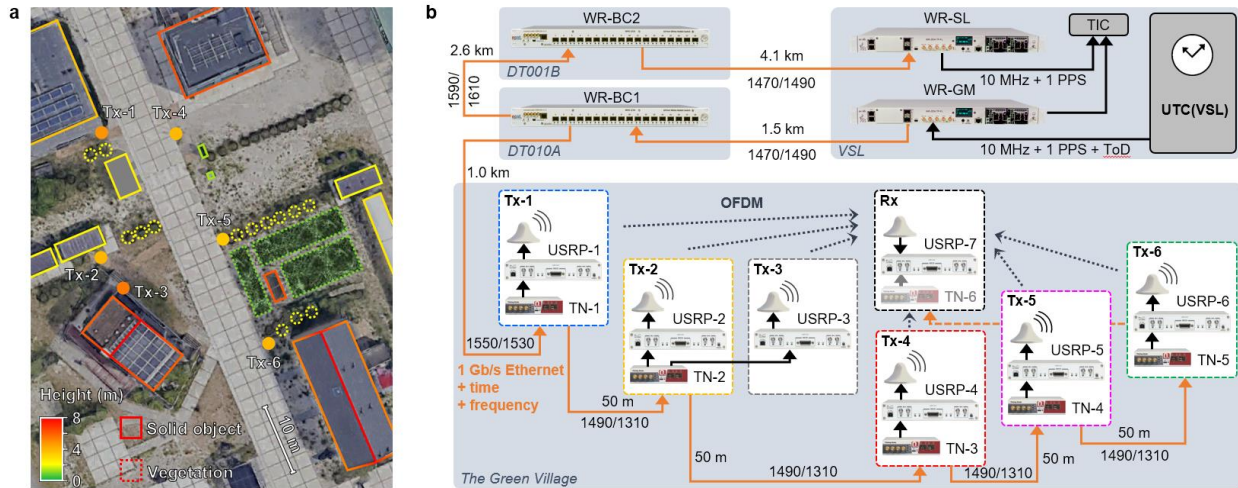 a
Tx-1
Tx-4
Tx-5
Tx-2
Tx-3
Tx-6
Height (m)
8
4
0
Solid object
Vegetation
10 m
b
WR-BC2
DT001B
2.6 km
1590/
1610
4.1 km
1470/1490
WR-SL
TIC
10 MHz + 1 PPS
UTC(VSL)
WR-BC1
DT010A
1.5 km
1470/1490
WR-GM
VSL
10 MHz + 1 PPS + ToD
1.0 km
Tx-1
USRP-1
TN-1
OFDM
Rx
USRP-7
TN-6
Tx-2
USRP-2
TN-2
Tx-3
USRP-3
Tx-4
USRP-4
TN-3
Tx-5
USRP-5
TN-4
Tx-6
USRP-6
TN-5
1550/1530
1 Gb/s Ethernet
+ time
+ frequency
50 m
1490/1310
50 m
1490/1310
50 m
1490/1310
50 m
1490/1310
The Green Village